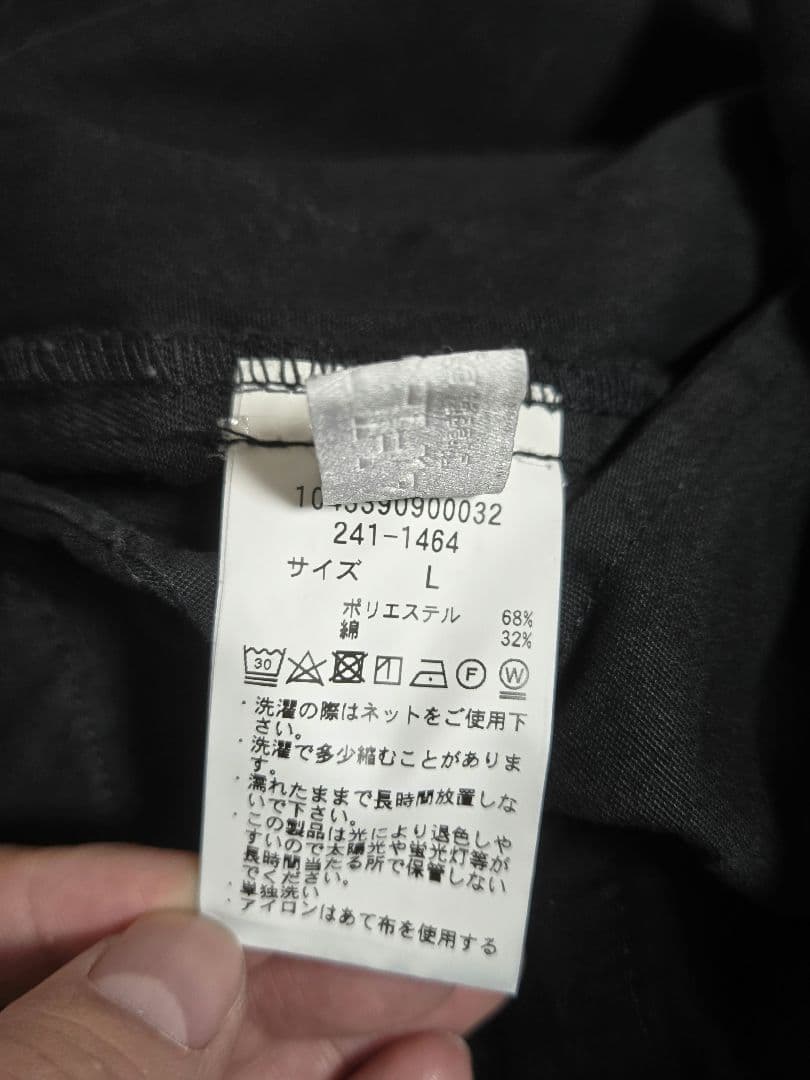 241-1464
サイズ L
ポリエステル 68%
綿 32%
30 F W
・洗濯の際はネットをご使用下
さい。
・洗濯で多少縮むことがありま
す。
・濡れたままで長時間放置しな
いで下さい。
・この製品は光により退色しや
すいので太陽光や蛍光灯等が
長時間当たる所で保管しない
でください。
・単独洗い
・アイロンはあて布を使用する